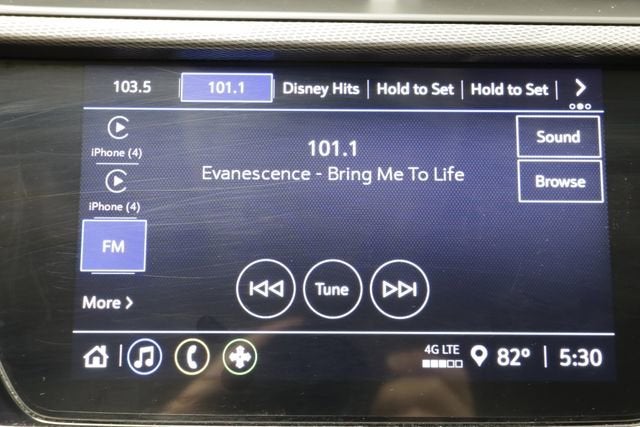 103.5 101.1 Disney Hits Hold to Set Hold to Set
iPhone (4)
101.1
Sound
Evanescence - Bring Me To Life
Browse
iPhone (4)
FM
Tune
More
4G LTE
82° 5:30